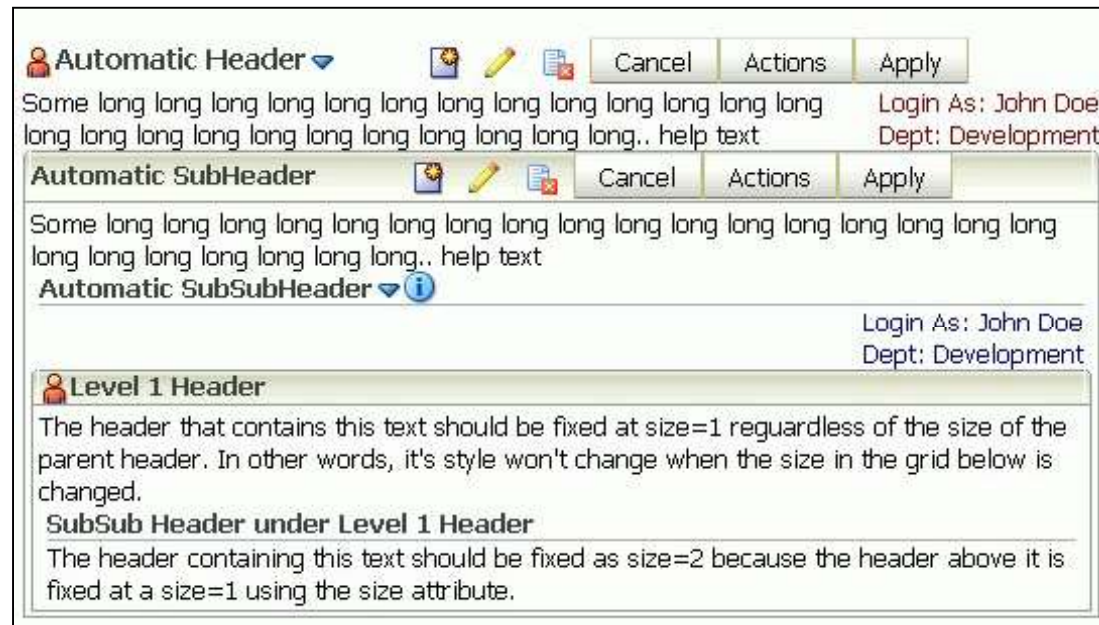 Automatic Header
Cancel Actions Apply
Some long long long long long long long long long long long long long
long long long long long long long long long long long.. help text
Login As: John Doe
Dept: Development
Automatic SubHeader
Cancel Actions Apply
Some long long long long long long long long long long long long long long long long long
long long long long long long long.. help text
Automatic SubSubHeader
Login As: John Doe
Dept: Development
Level 1 Header
The header that contains this text should be fixed at size=1 reguardless of the size of the
parent header. In other words, it's style won't change when the size in the grid below is
changed.
SubSub Header under Level 1 Header
The header containing this text should be fixed as size=2 because the header above it is
fixed at a size=1 using the size attribute.